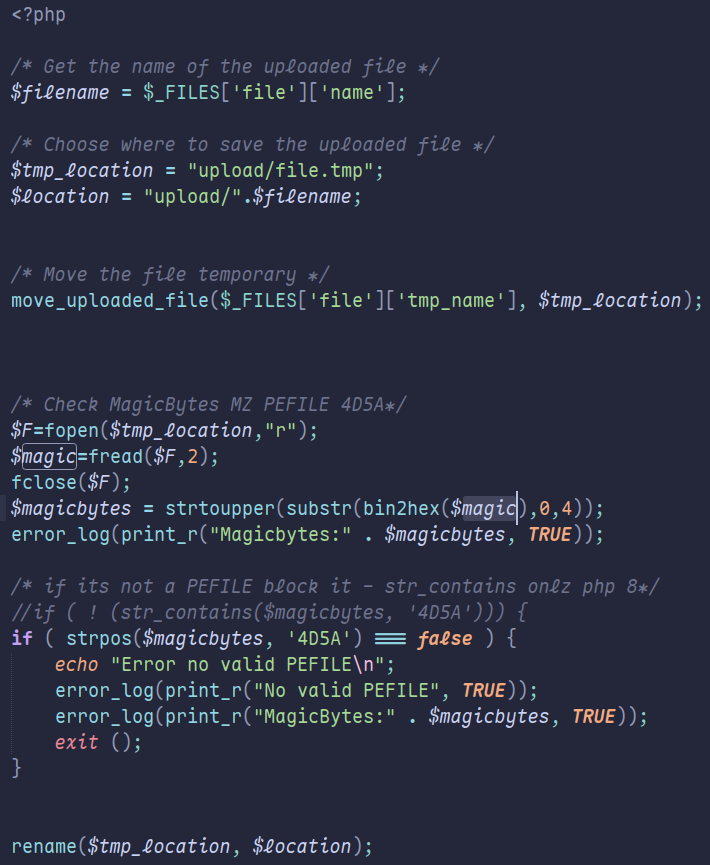 <?php
/* Get the name of the uploaded file */
$filename = $_FILES['file']['name'];
/* Choose where to save the uploaded file */
$tmp_location = "upload/file.tmp";
$location = "upload/".$filename;
/* Move the file temporary */
move_uploaded_file($_FILES['file']['tmp_name'], $tmp_location);
/* Check MagicBytes MZ PEFILE 4D5A*/
$F=fopen($tmp_location,"r");
$magic=fread($F,2);
fclose($F);
$magicbytes = strtoupper(substr(bin2hex($magic),0,4));
error_log(print_r("Magicbytes:" . $magicbytes, TRUE));
/* if its not a PEFILE block it - str_contains onlz php 8*/
//if ( ! (str_contains($magicbytes, '4D5A'))) {
if ( strpos($magicbytes, '4D5A') === false ) {
    echo "Error no valid PEFILE\n";
    error_log(print_r("No valid PEFILE", TRUE));
    error_log(print_r("MagicBytes:" . $magicbytes, TRUE));
    exit ();
}
rename($tmp_location, $location);